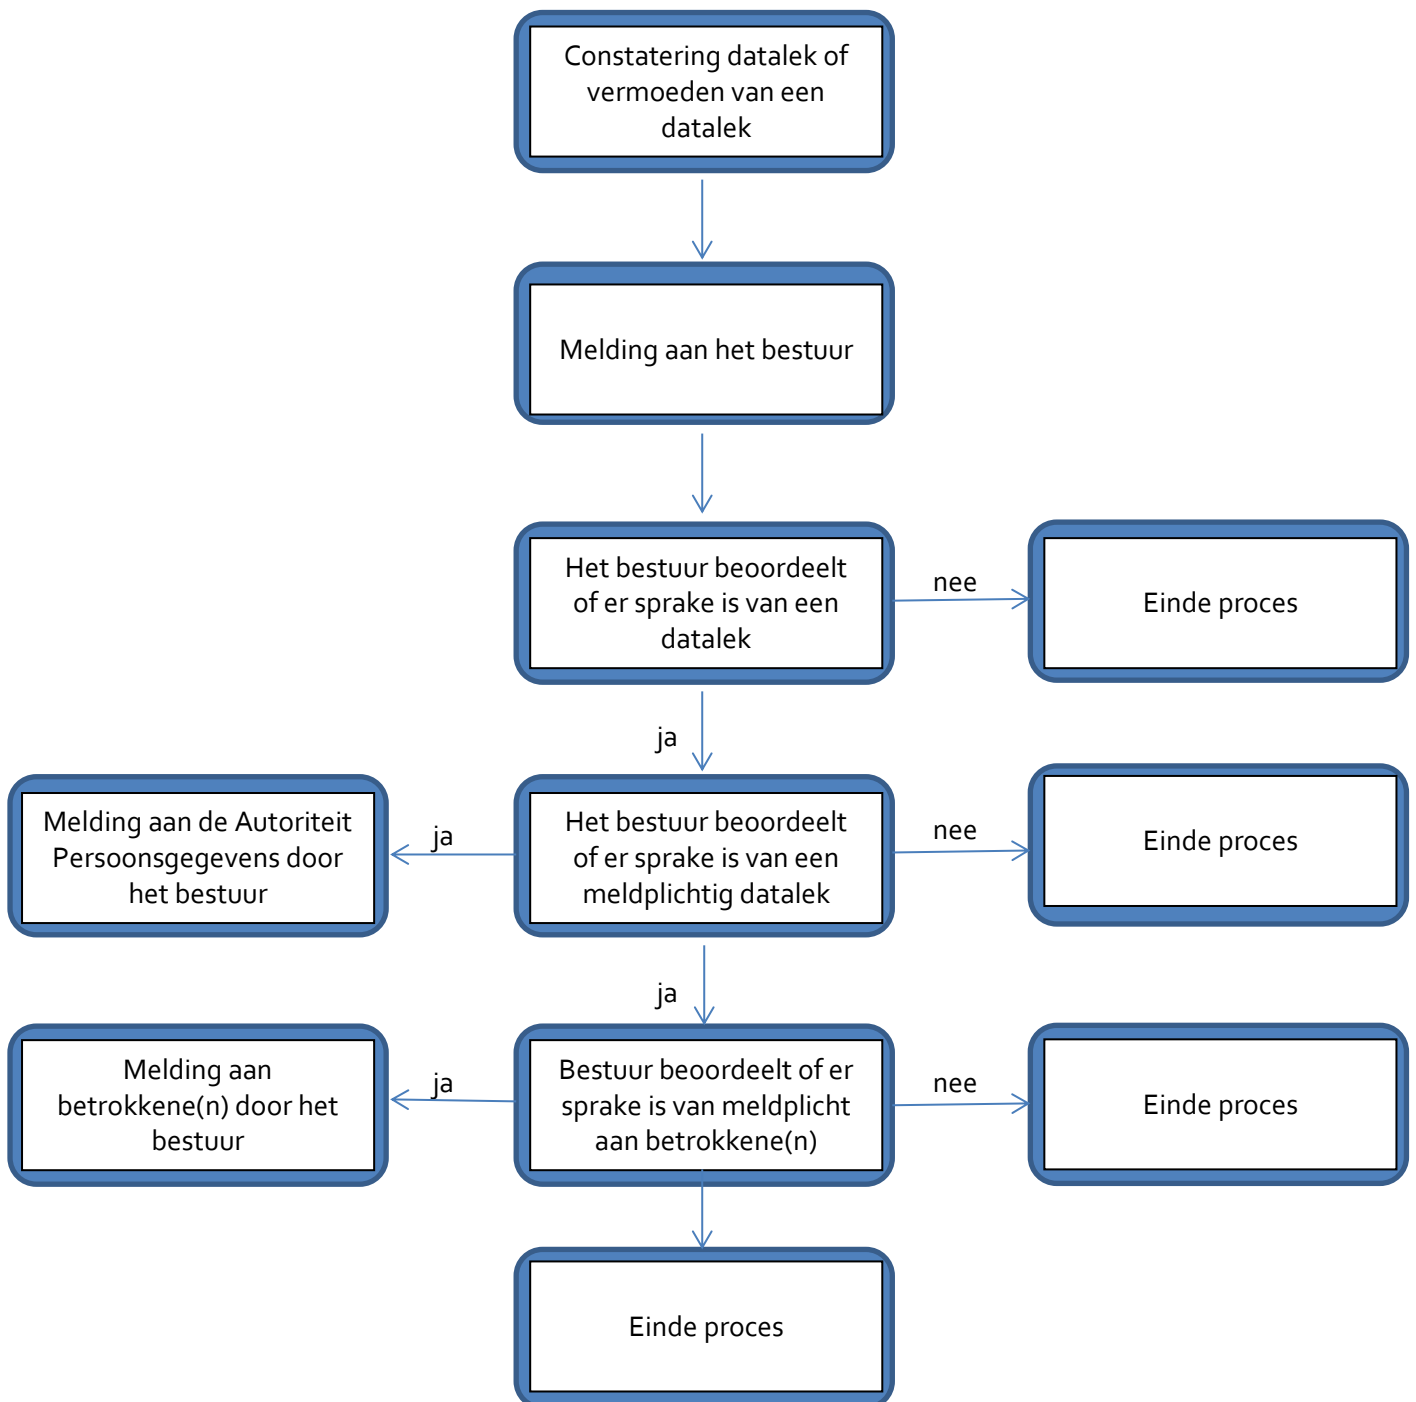 Constatering datalek of
vermoeden van een
datalek
Melding aan het bestuur
Het bestuur beoordeelt
of er sprake is van een
datalek
nee
Einde proces
ja
Melding aan de Autoriteit
Persoonsgegevens door
het bestuur
ja
Het bestuur beoordeelt
of er sprake is van een
meldplichtig datalek
nee
Einde proces
ja
Melding aan
betrokkene(n) door het
bestuur
ja
Bestuur beoordeelt of er
sprake is van meldplicht
aan betrokkene(n)
nee
Einde proces
Einde proces